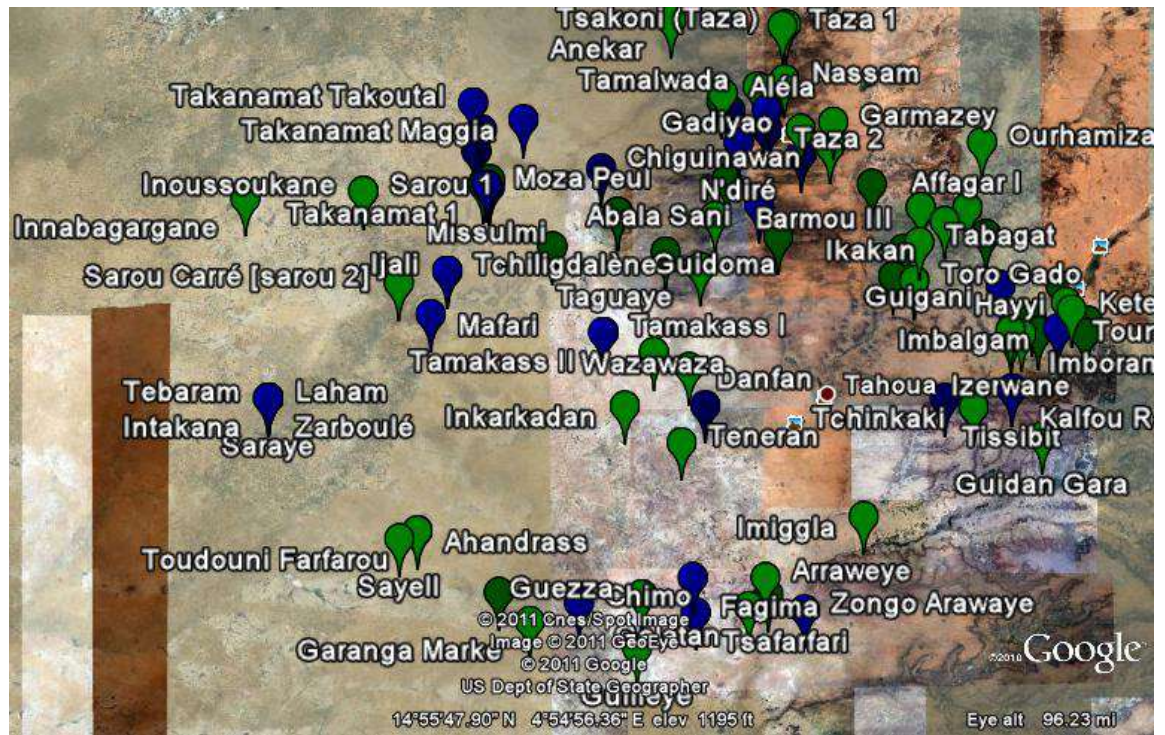 Tsakoni (Taza)
Taza 1
Anekar
Tamalwada
Aléla
Nassam
Takanamat Takoutal
Gadiyao
Garmazey
Takanamat Maggia
Taza 2
Ourhamiza
Chiguinawan
Inoussoukane
Sarou 1
Moza Peul
N'diré
Affagar I
Takanamat 1
Abala Sani
Barmou III
Innabagargane
Missulmi
Tabagat
Ikakan
Sarou Carré [sarou 2]
Ijali
Tchiligdalène
Guidoma
Toro Gado
Taguaye
Guigani
Hayyi
Kete
Mafari
Tamakass I
Imbalgam
Tour
Tamakass II
Wazawaza
Imboran
Danfan
Tebaram
Laham
Tahoua
Izerwane
Inkarkadan
Tchinkaki
Kalfou R
Intakana
Zarboulé
Teneran
Tissibit
Saraye
Guidan Gara
Imiggla
Ahandrass
Toudouni Farfarou
Arraweye
Sayell
Guezza
Chimo
Fagima
Zongo Arawaye
© 2011 Cnes/Spot Image
Tsafarfari
Garanga Marke
Image © 2011 GeoEye
© 2011 Google
©2010 Google
US Dept of State Geographer
14°55'47.90" N 4°54'56.36" E elev 1195 ft
Eye alt 96.23 mi